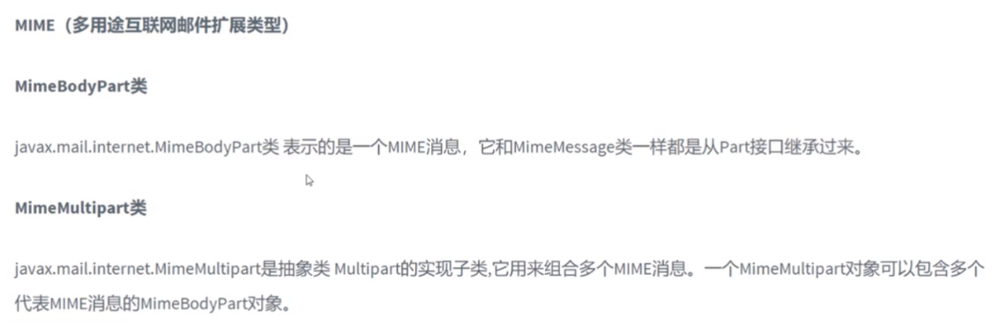 MIME（多用途互联网邮件扩展类型）
MimeBodyPart类
javax.mail.internet.MimeBodyPart类 表示的是一个MIME消息，它和MimeMessage类一样都是从Part接口继承过来。
MimeMultipart类
javax.mail.internet.MimeMultipart是抽象类 Multipart的实现子类,它用来组合多个MIME消息。一个MimeMultipart对象可以包含多个
代表MIME消息的MimeBodyPart对象。